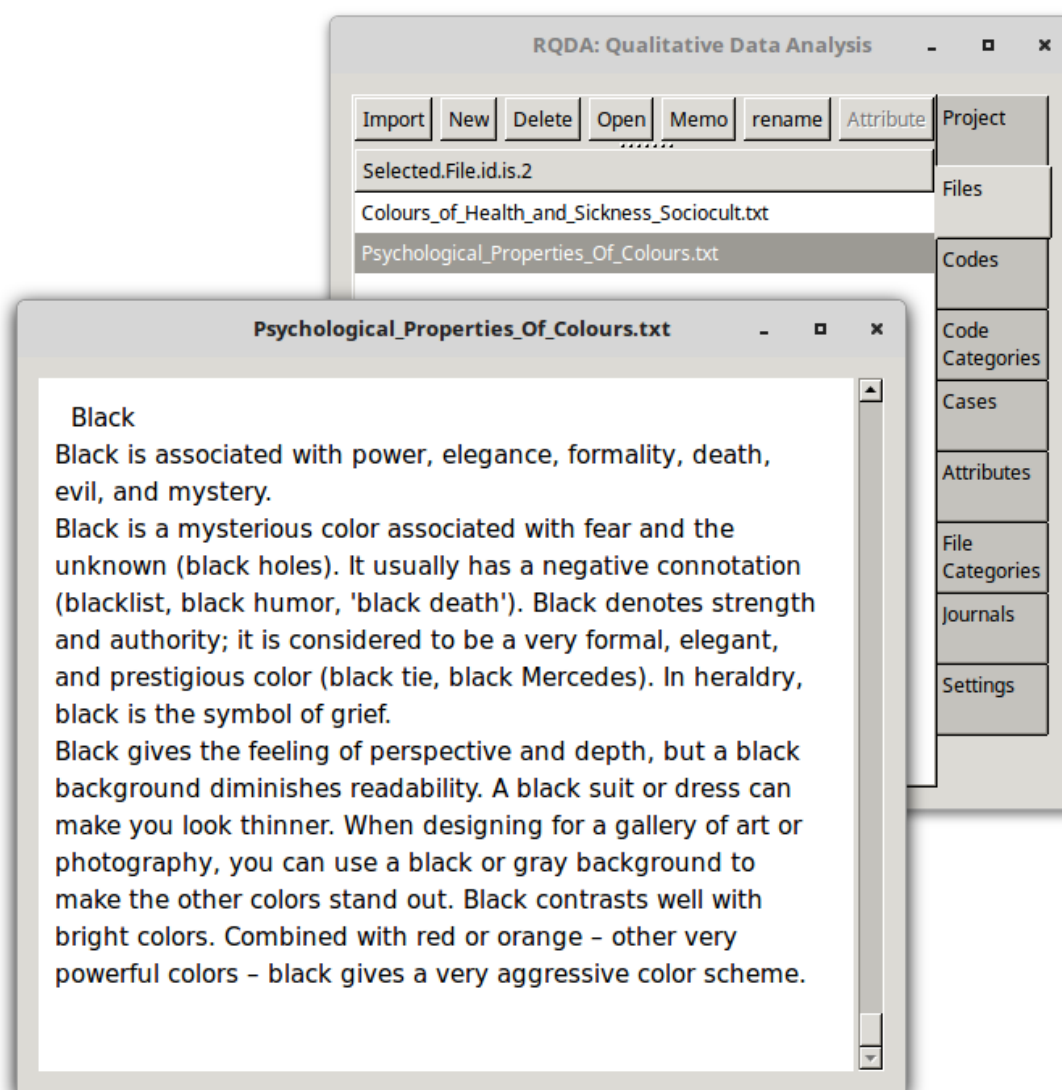 RQDA: Qualitative Data Analysis
Import New Delete Open Memo rename Attribute
Selected.File.id.is.2
Colours_of_Health_and_Sickness_Sociocult.txt
Psychological_Properties_Of_Colours.txt
Project
Files
Codes
Code
Categories
Cases
Attributes
File
Categories
Journals
Settings
Psychological_Properties_Of_Colours.txt
Black
Black is associated with power, elegance, formality, death,
evil, and mystery.
Black is a mysterious color associated with fear and the
unknown (black holes). It usually has a negative connotation
(blacklist, black humor, 'black death'). Black denotes strength
and authority; it is considered to be a very formal, elegant,
and prestigious color (black tie, black Mercedes). In heraldry,
black is the symbol of grief.
Black gives the feeling of perspective and depth, but a black
background diminishes readability. A black suit or dress can
make you look thinner. When designing for a gallery of art or
photography, you can use a black or gray background to
make the other colors stand out. Black contrasts well with
bright colors. Combined with red or orange – other very
powerful colors – black gives a very aggressive color scheme.